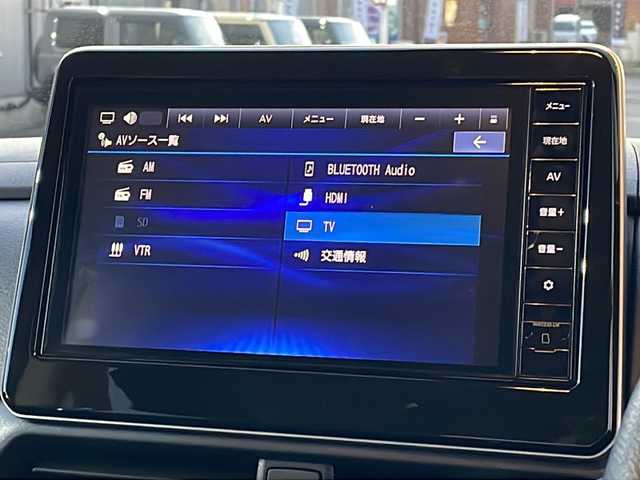 AV メニュー 現在地 − +
AVソース一覧
AM
BLUETOOTH Audio
FM
HDMI
SD
TV
VTR
交通情報
メニュー
現在地
AV
音量+
音量−